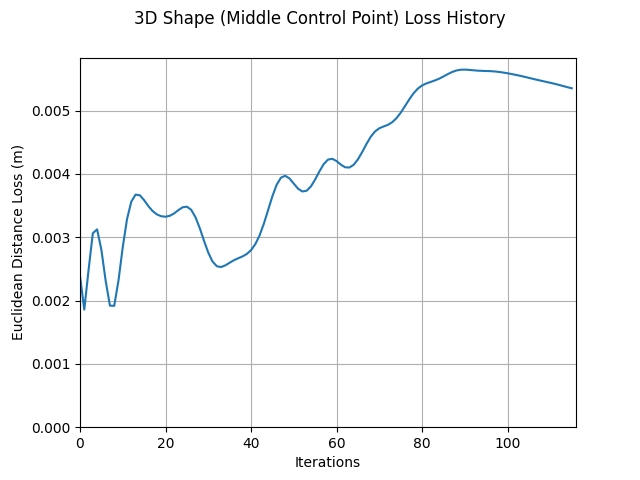 3D Shape (Middle Control Point) Loss History
Euclidean Distance Loss (m)
0.005
0.004
0.003
0.002
0.001
0.000
0 20 40 60 80 100
Iterations